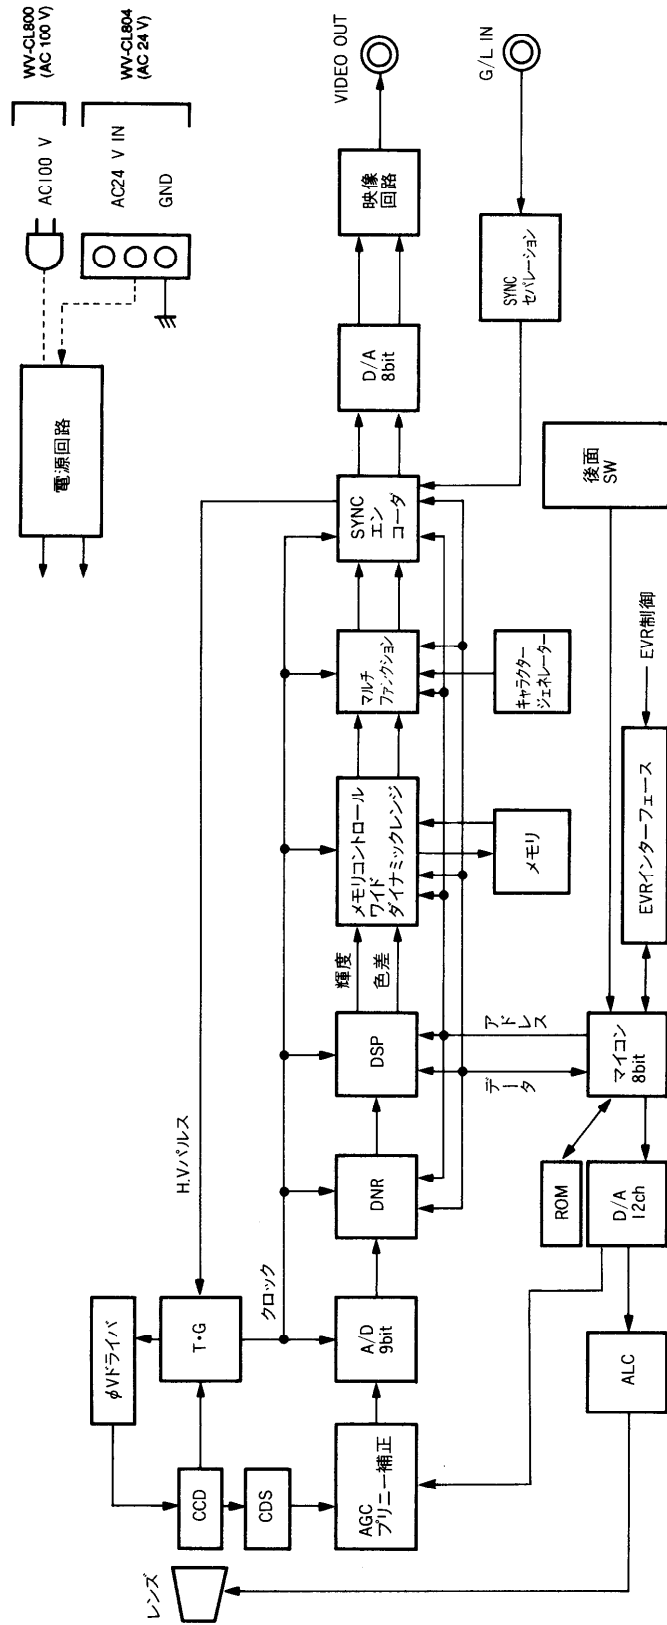 レンズ
CCD
CDS
φVドライバ
T・G
H.Vパルス
クロック
AGC
プリニー補正
A/D
9bit
DNR
DSP
輝度
色差
メモリコントロール
ワイド
ダイナミックレンジ
マルチ
ファンクション
SYNC
エン
コーダ
D/A
8bit
映像
回路
VIDEO OUT
G/L IN
SYNC
セパレーション
メモリ
キャラクター
ジェネレーター
データ
アドレス
ALC
D/A
12ch
ROM
マイコン
8bit
EVRインターフェース
EVR制御
後面
SW
電源回路
AC100 V
AC24 V IN
GND
WV-CL800
(AC 100 V)
WV-CL804
(AC 24 V)